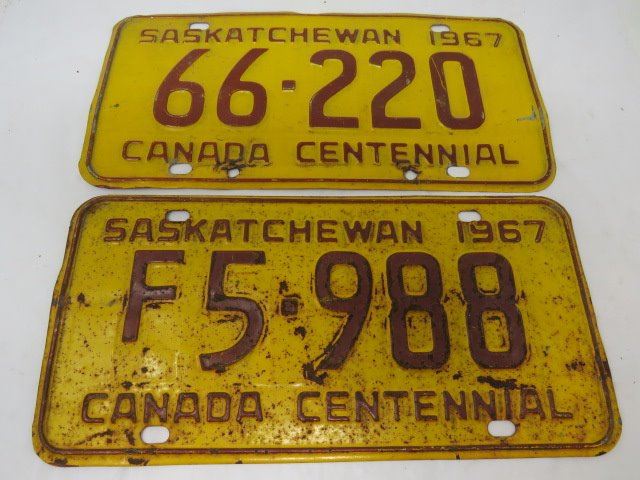 SASKATCHEWAN 1967
66·220
CANADA CENTENNIAL
SASKATCHEWAN 1967
F5·988
CANADA CENTENNIAL